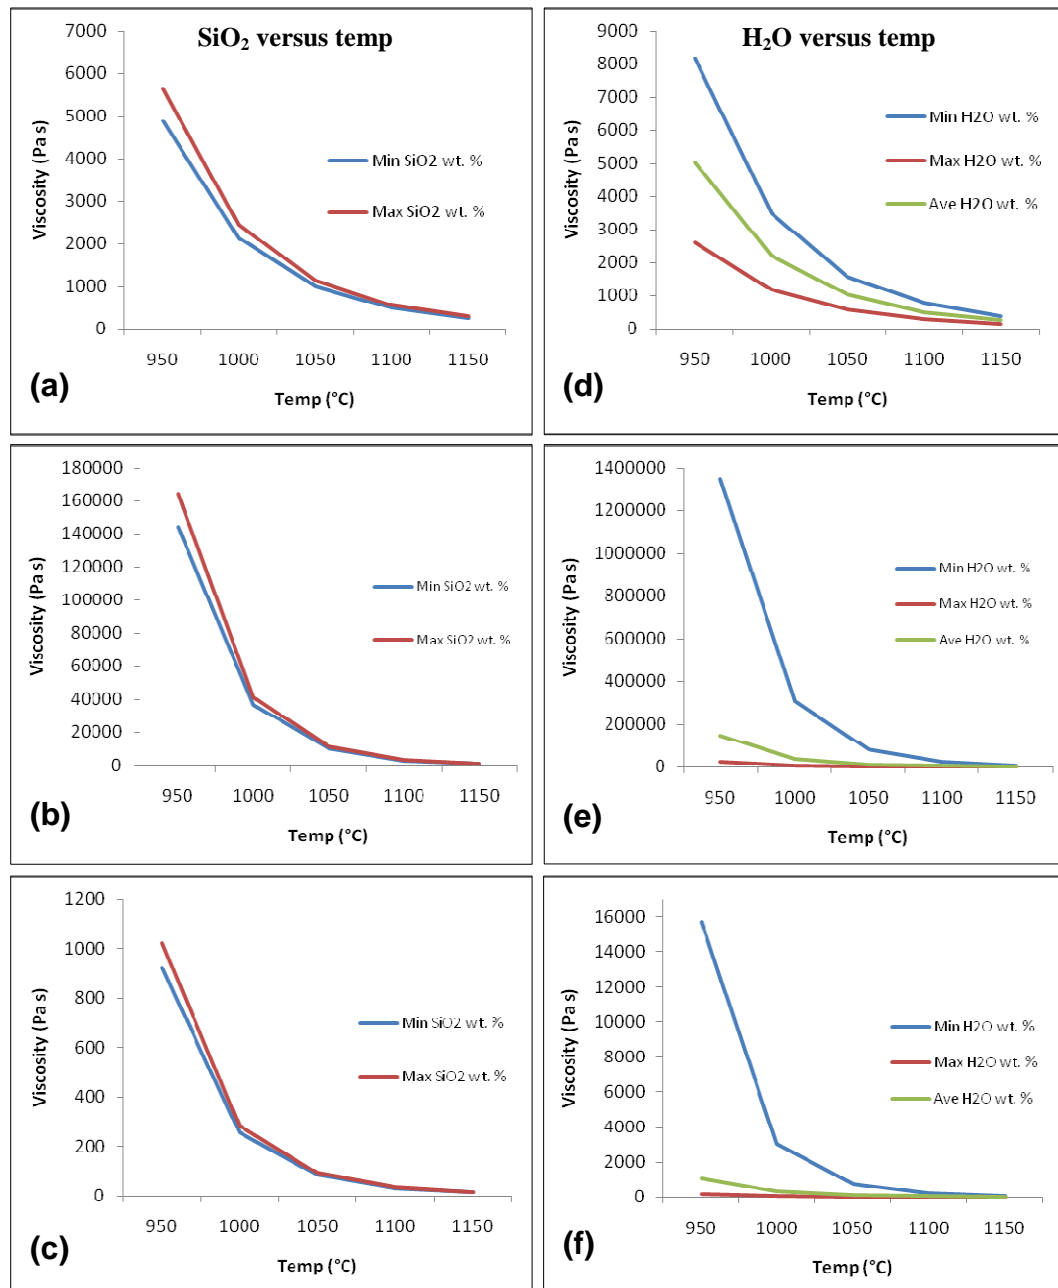 SiO₂ versus temp
7000
6000
5000
4000
3000
2000
1000
0
Viscosity (Pa s)
Min SiO2 wt. %
Max SiO2 wt. %
950 1000 1050 1100 1150
Temp (°C)
(a)
H₂O versus temp
9000
8000
7000
6000
5000
4000
3000
2000
1000
0
Viscosity (Pa s)
Min H2O wt. %
Max H2O wt. %
Ave H2O wt. %
950 1000 1050 1100 1150
Temp (°C)
(d)
180000
160000
140000
120000
100000
80000
60000
40000
20000
0
Viscosity (Pa s)
Min SiO2 wt. %
Max SiO2 wt. %
950 1000 1050 1100 1150
Temp (°C)
(b)
1400000
1200000
1000000
800000
600000
400000
200000
0
Viscosity (Pa s)
Min H2O wt. %
Max H2O wt. %
Ave H2O wt. %
950 1000 1050 1100 1150
Temp (°C)
(e)
1200
1000
800
600
400
200
0
Viscosity (Pa s)
Min SiO2 wt. %
Max SiO2 wt. %
950 1000 1050 1100 1150
Temp (°C)
(c)
16000
14000
12000
10000
8000
6000
4000
2000
0
Viscosity (Pa s)
Min H2O wt. %
Max H2O wt. %
Ave H2O wt. %
950 1000 1050 1100 1150
Temp (°C)
(f)